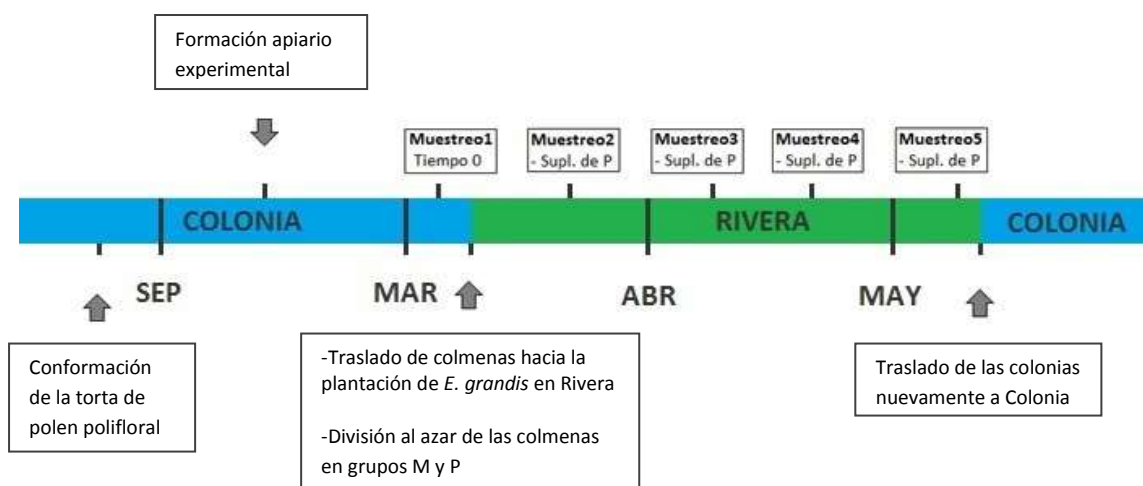 Formación apiario
experimental
Muestreo1
Tiempo 0
Muestreo2
- Supl. de P
Muestreo3
- Supl. de P
Muestreo4
- Supl. de P
Muestreo5
- Supl. de P
COLONIA
RIVERA
COLONIA
SEP
MAR
ABR
MAY
Conformación
de la torta de
polen polifloral
-Traslado de colmenas hacia la
plantación de E. grandis en Rivera
-División al azar de las colmenas
en grupos M y P
Traslado de las colonias
nuevamente a Colonia